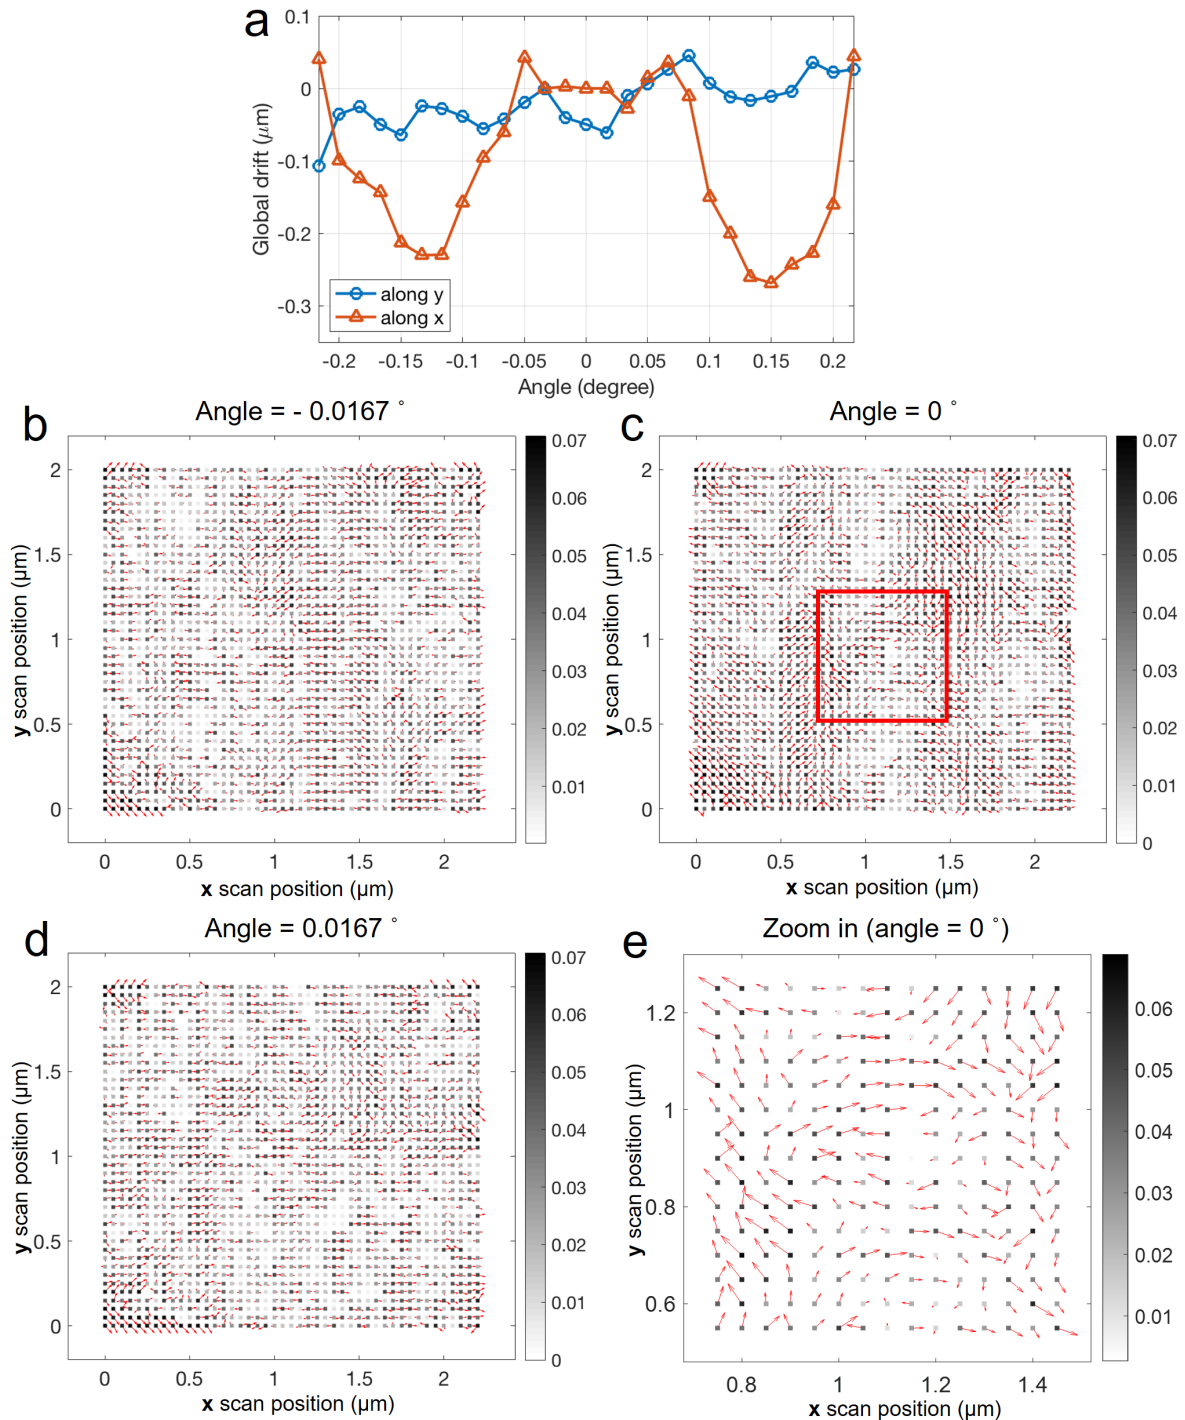 a
0.1
0
-0.1
-0.2
-0.3
Global drift (μm)
along y
along x
-0.2 -0.15 -0.1 -0.05 0 0.05 0.1 0.15 0.2
Angle (degree)
b
Angle = - 0.0167 °
2
1.5
1
0.5
0
y scan position (μm)
0 0.5 1 1.5 2
x scan position (μm)
0.07
0.06
0.05
0.04
0.03
0.02
0.01
c
Angle = 0 °
2
1.5
1
0.5
0
y scan position (μm)
0 0.5 1 1.5 2
x scan position (μm)
0.07
0.06
0.05
0.04
0.03
0.02
0.01
0
d
Angle = 0.0167 °
2
1.5
1
0.5
0
y scan position (μm)
0 0.5 1 1.5 2
x scan position (μm)
0.07
0.06
0.05
0.04
0.03
0.02
0.01
0
e
Zoom in (angle = 0 °)
1.2
1
0.8
0.6
y scan position (μm)
0.8 1 1.2 1.4
x scan position (μm)
0.06
0.05
0.04
0.03
0.02
0.01